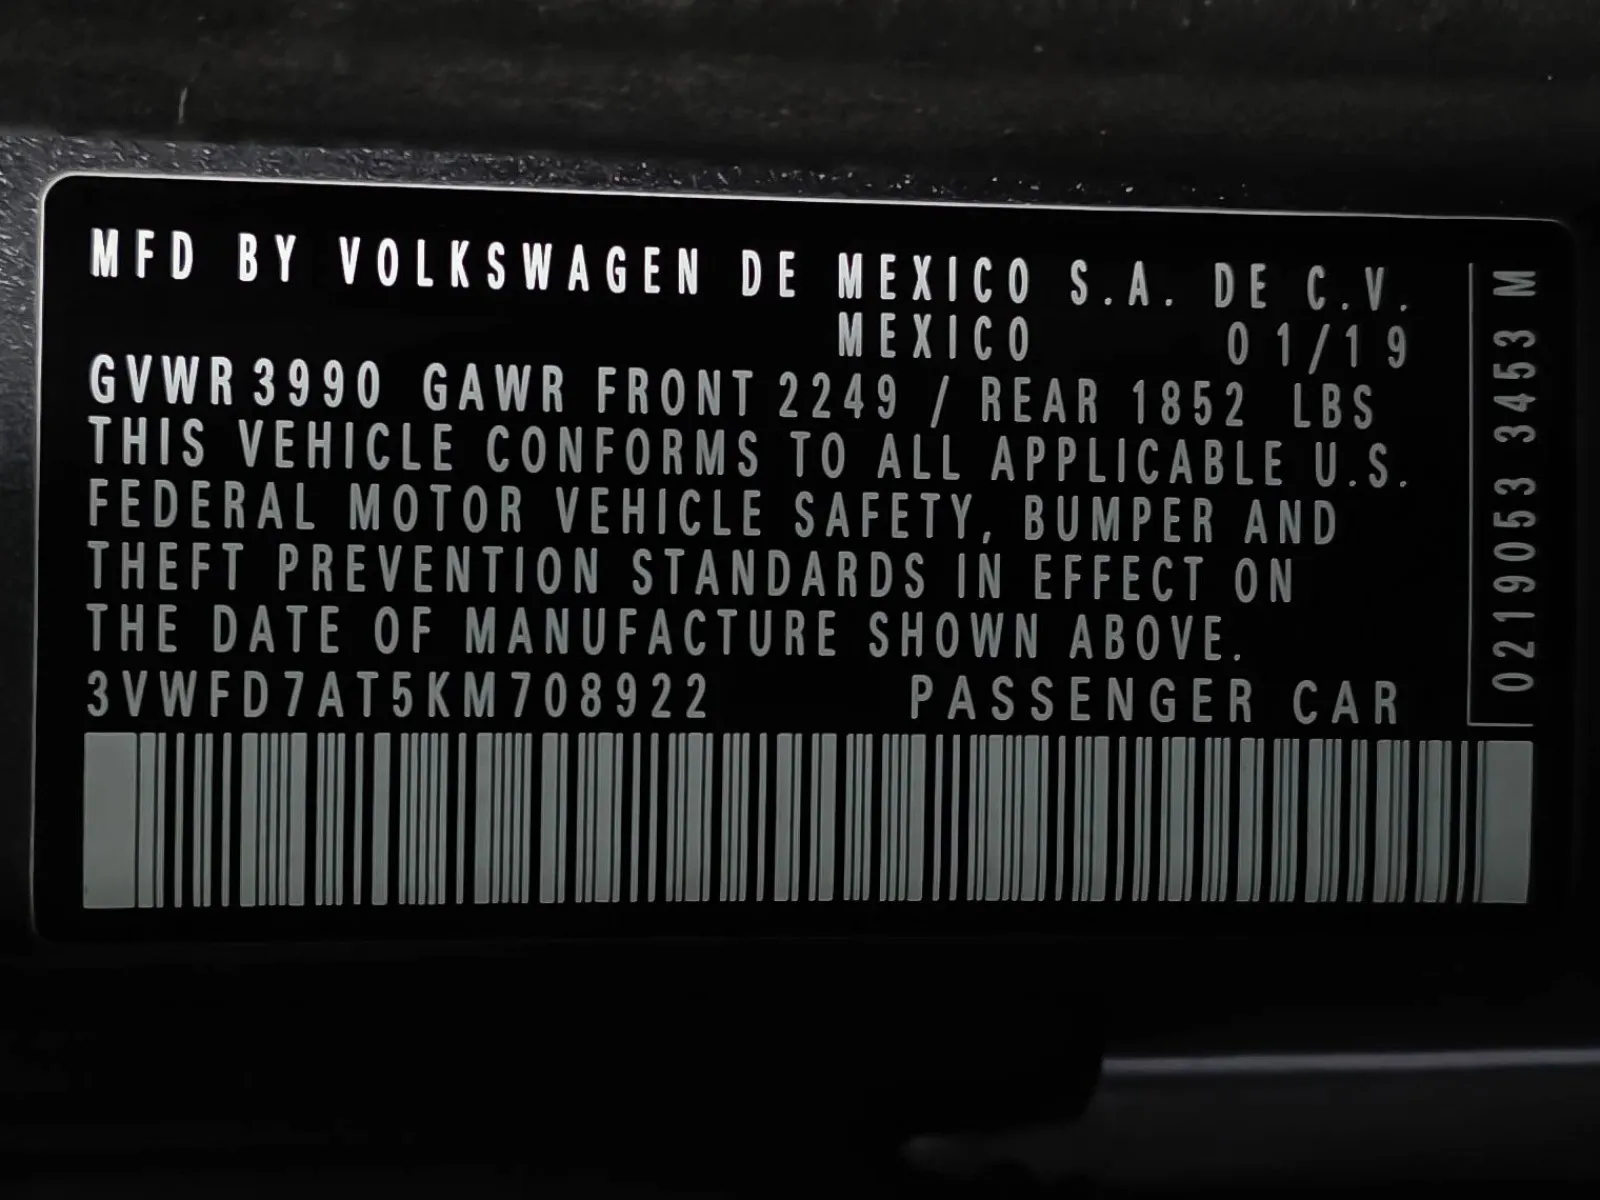 MFD BY VOLKSWAGEN DE MEXICO S.A. DE C.V.
MEXICO 01/19
GVWR 3990 GAWR FRONT 2249 / REAR 1852 LBS
THIS VEHICLE CONFORMS TO ALL APPLICABLE U.S.
FEDERAL MOTOR VEHICLE SAFETY, BUMPER AND
THEFT PREVENTION STANDARDS IN EFFECT ON
THE DATE OF MANUFACTURE SHOWN ABOVE.
3VWFD7AT5KM708922 PASSENGER CAR
0219053 3453 M